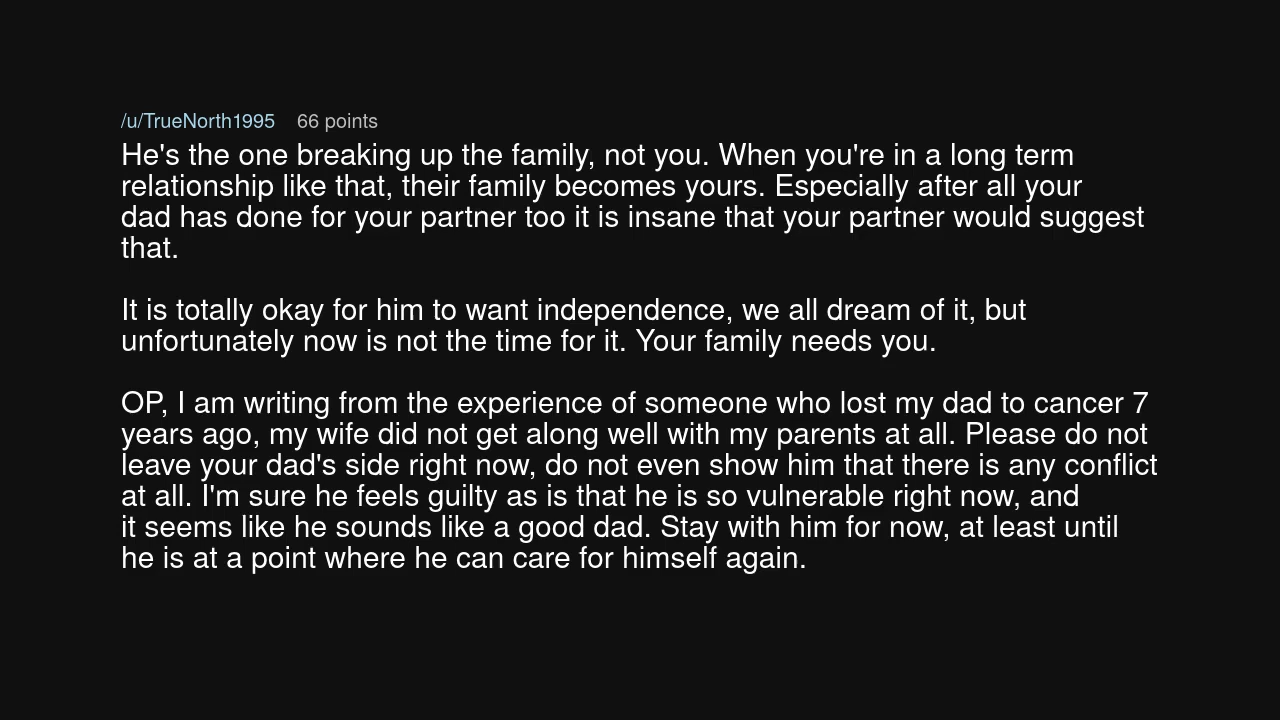 /u/TrueNorth1995 66 points
He's the one breaking up the family, not you. When you're in a long term
relationship like that, their family becomes yours. Especially after all your
dad has done for your partner too it is insane that your partner would suggest
that.
It is totally okay for him to want independence, we all dream of it, but
unfortunately now is not the time for it. Your family needs you.
OP, I am writing from the experience of someone who lost my dad to cancer 7
years ago, my wife did not get along well with my parents at all. Please do not
leave your dad's side right now, do not even show him that there is any conflict
at all. I'm sure he feels guilty as is that he is so vulnerable right now, and
it seems like he sounds like a good dad. Stay with him for now, at least until
he is at a point where he can care for himself again.